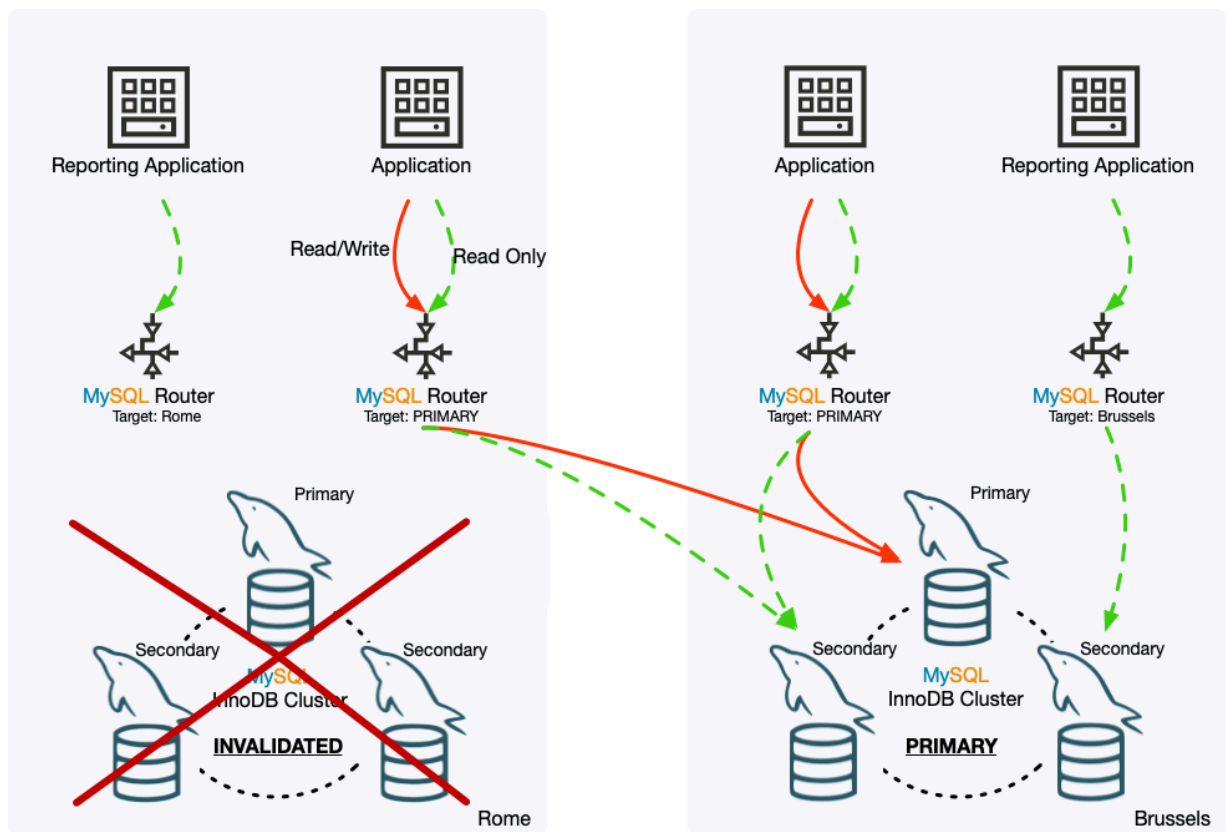 Reporting Application
Application
Read/Write
Read Only
MySQL Router
Target: Rome
MySQL Router
Target: PRIMARY
Primary
Secondary
Secondary
MySQL
InnoDB Cluster
INVALIDATED
Rome
Application
Reporting Application
MySQL Router
Target: PRIMARY
MySQL Router
Target: Brussels
Primary
Secondary
Secondary
MySQL
InnoDB Cluster
PRIMARY
Brussels